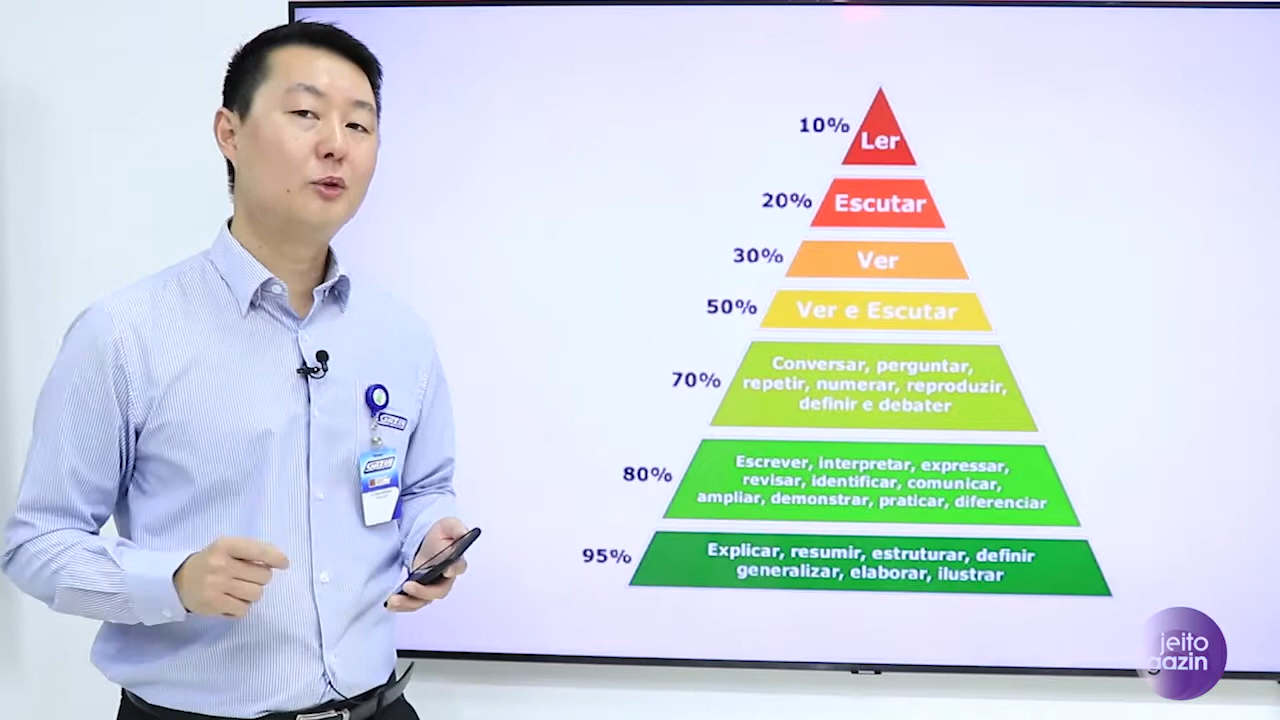 10%
Ler
20%
Escutar
30%
Ver
50%
Ver e Escutar
70%
Conversar, perguntar,
repetir, numerar, reproduzir,
definir e debater
80%
Escrever, interpretar, expressar,
revisar, identificar, comunicar,
ampliar, demonstrar, praticar, diferenciar
95%
Explicar, resumir, estruturar, definir
generalizar, elaborar, ilustrar
GAZIN
GAZIN
jeito
gazin